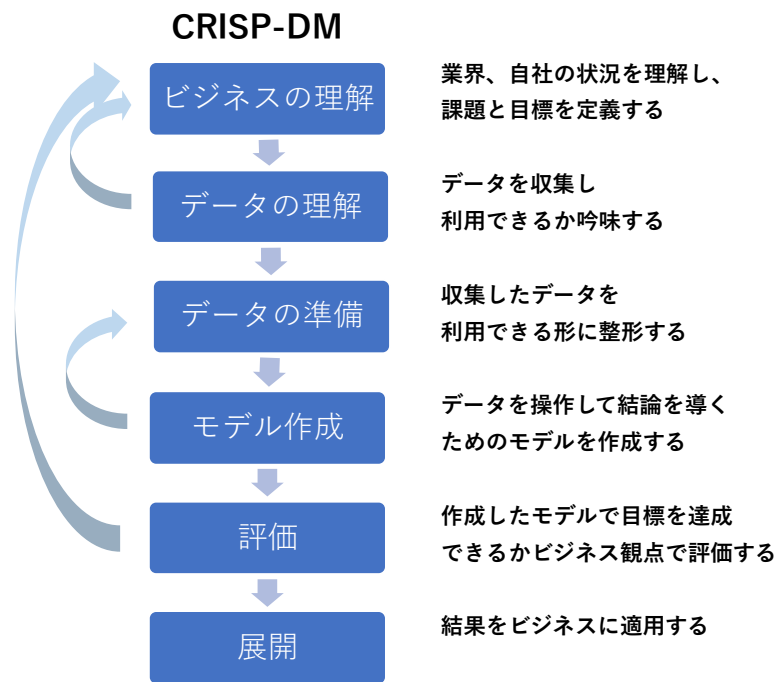 CRISP-DM
ビジネスの理解
業界、自社の状況を理解し、
課題と目標を定義する
データの理解
データを収集し
利用できるか吟味する
データの準備
収集したデータを
利用できる形に整形する
モデル作成
データを操作して結論を導く
ためのモデルを作成する
評価
作成したモデルで目標を達成
できるかビジネス観点で評価する
展開
結果をビジネスに適用する